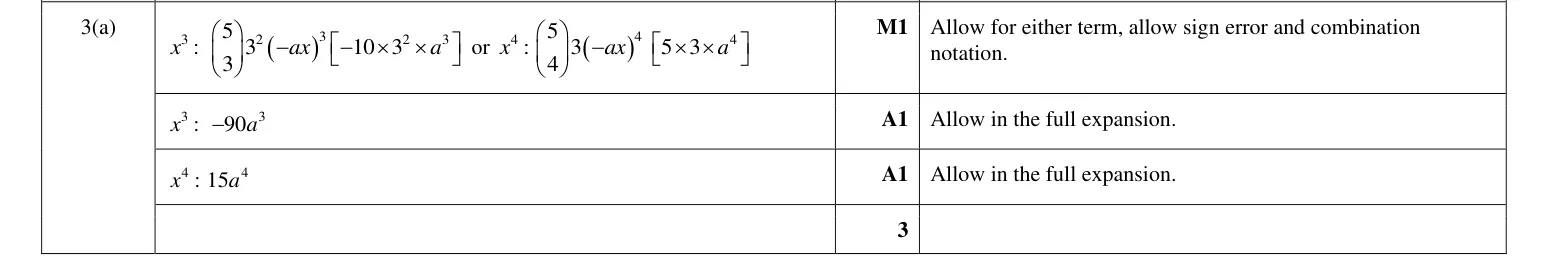 3(a)
x³ : (5 3) 3² (−ax)³ [−10×3²×a³] or x⁴ : (5 4) 3(−ax)⁴ [5×3×a⁴]
M1
Allow for either term, allow sign error and combination
notation.
x³ : –90a³
A1
Allow in the full expansion.
x⁴ : 15a⁴
A1
Allow in the full expansion.
3